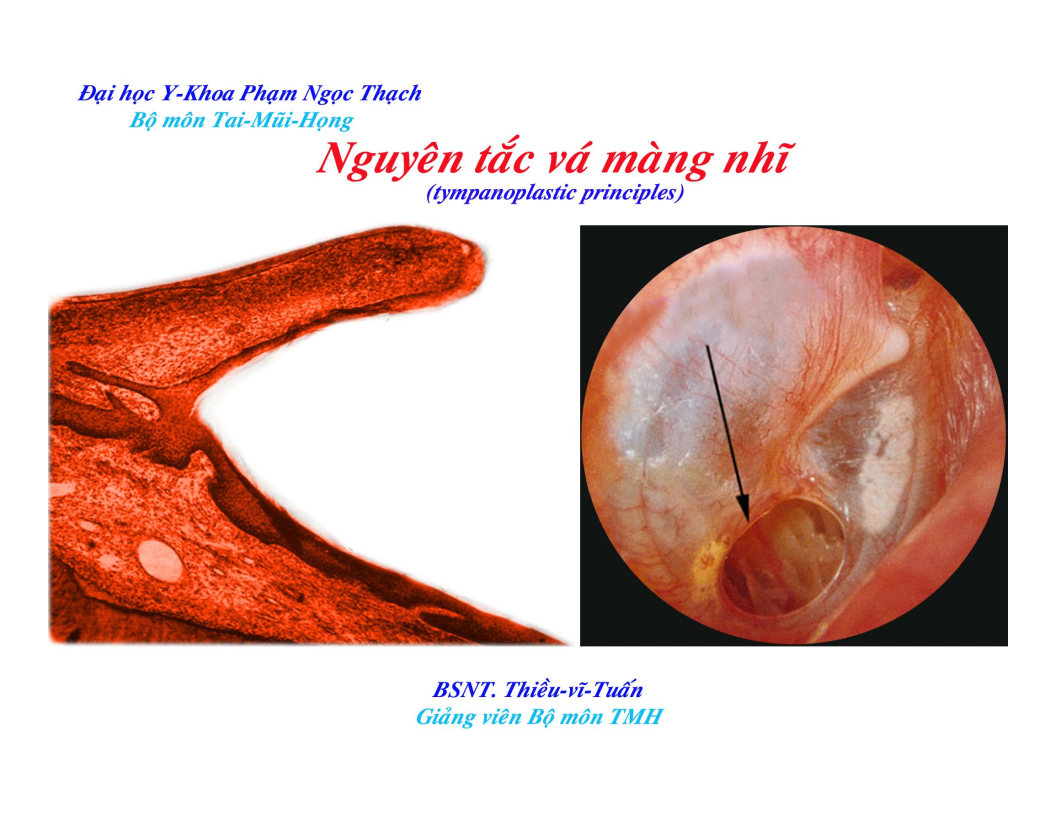 Đại học Y-Khoa Phạm Ngọc Thạch
Bộ môn Tai-Mũi-Họng
Nguyên tắc vá màng nhĩ
(tympanoplastic principles)
BSNT. Thiều-vĩ-Tuấn
Giảng viên Bộ môn TMH